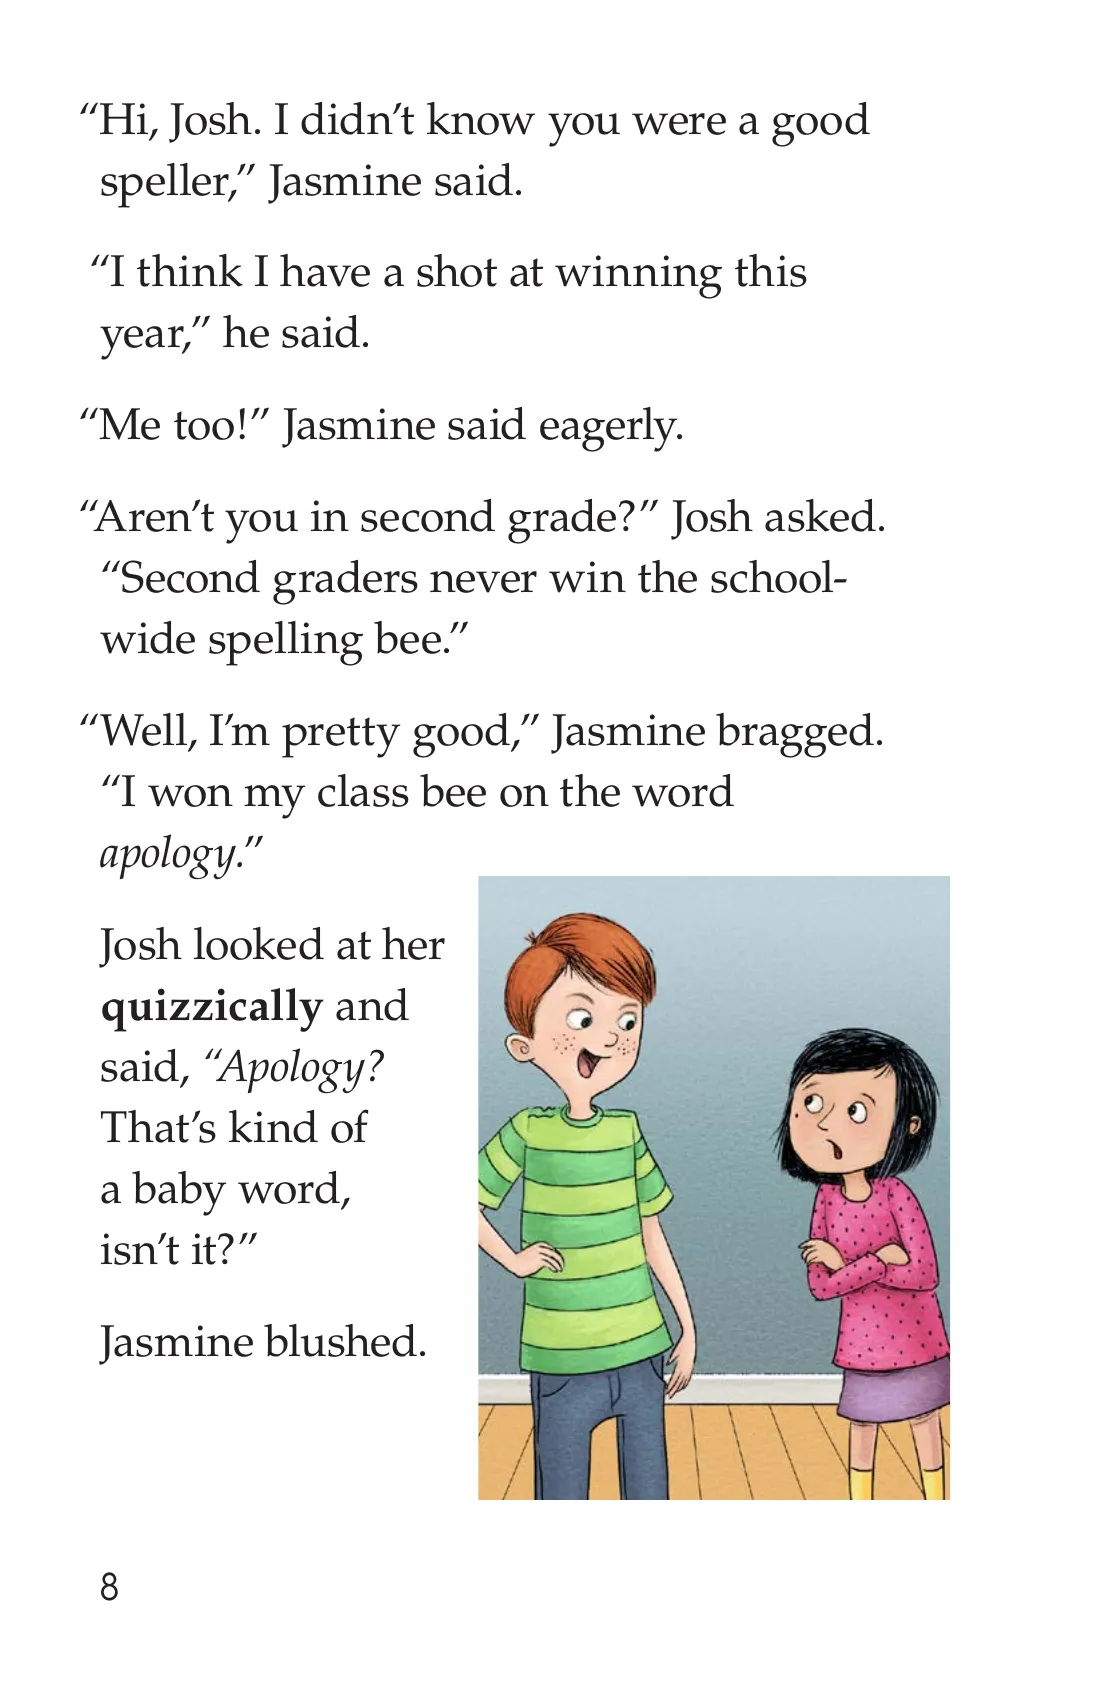 “Hi, Josh. I didn’t know you were a good
speller,” Jasmine said.
“I think I have a shot at winning this
year,” he said.
“Me too!” Jasmine said eagerly.
“Aren’t you in second grade?” Josh asked.
“Second graders never win the school-
wide spelling bee.”
“Well, I’m pretty good,” Jasmine bragged.
“I won my class bee on the word
apology.”
Josh looked at her
quizzically and
said, “Apology?
That’s kind of
a baby word,
isn’t it?”
Jasmine blushed.
8